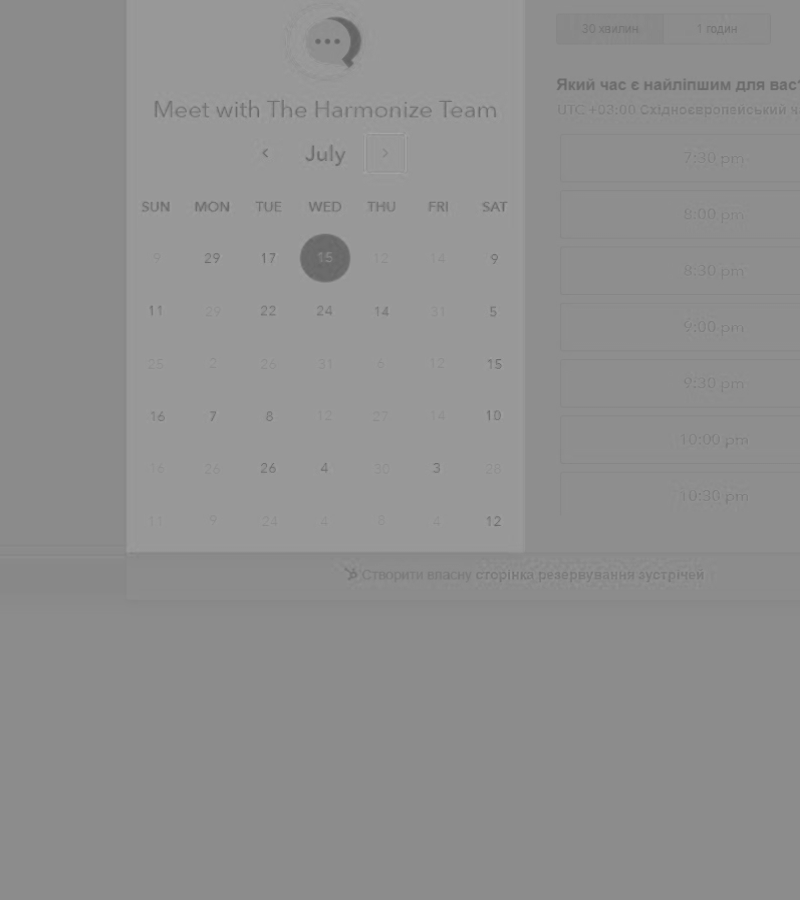 30 хвилин 1 годин
Meet with The Harmonize Team
Який час є найліпшим для вас?
UTC +03:00 Східноєвропейський ч
July
SUN MON TUE WED THU FRI SAT
9 29 17 15 12 14 9
11 29 22 24 14 31 5
25 2 26 31 6 12 15
16 7 8 12 27 14 10
16 26 26 4 30 3 28
11 9 24 4 8 4 12
7:30 pm
8:00 pm
8:30 pm
9:00 pm
9:30 pm
10:00 pm
10:30 pm
Створити власну сторінка резервування зустрічей